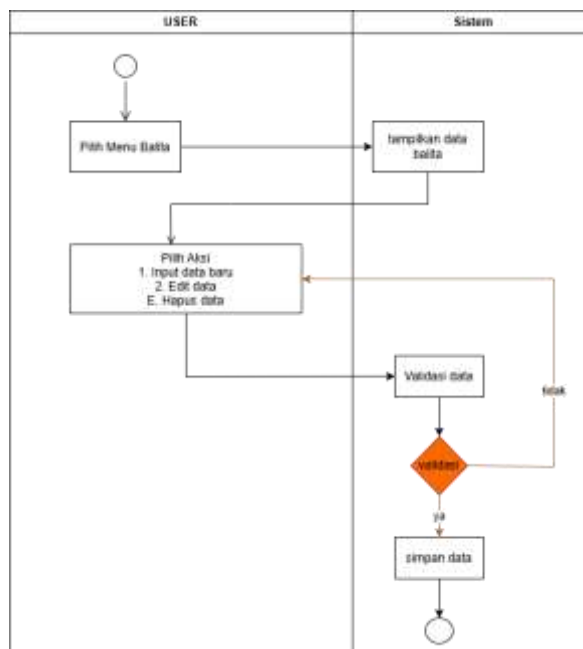 USER
Sistem
Pilih Menu Balita
tampilkan data
balita
Pilih Aksi
1. Input data baru
2. Edit data
E. Hapus data
Validasi data
tidak
validasi
ya
simpan data